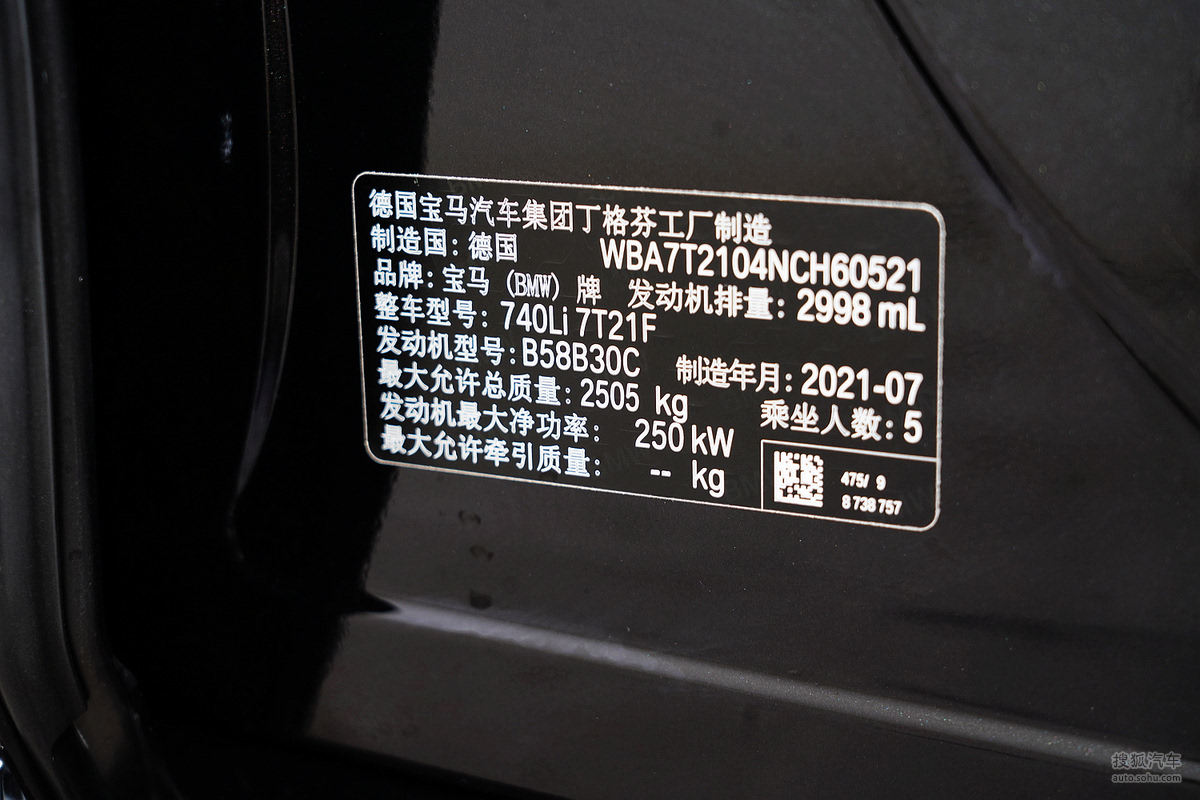 德国宝马汽车集团丁格芬工厂制造
制造国: 德国 WBA7T2104NCH60521
品牌: 宝马 (BMW) 牌 发动机排量: 2998 mL
整车型号: 740Li 7T21F
发动机型号: B58B30C 制造年月: 2021-07
最大允许总质量: 2505 kg 乘坐人数: 5
发动机最大净功率: 250 kW
最大允许牵引质量: -- kg
475/ 9
8 738 757
搜狐汽车
auto.sohu.com